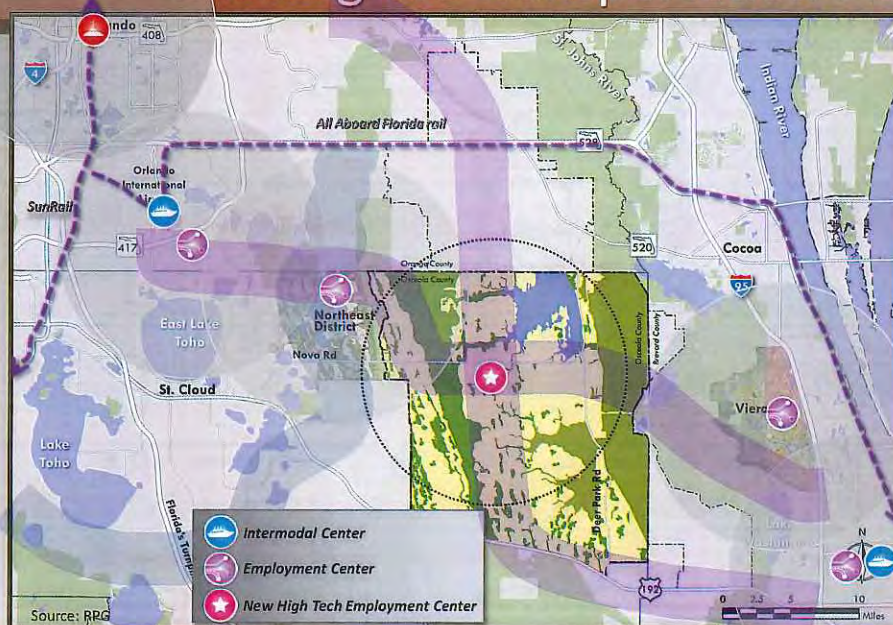 408
4
St. Johns River
Indian River
All Aboard Florida rail
528
Orlando
International
SunRail
417
520
Cocoa
Orange County
Osceola County
95
Northeast
District
East Lake
Toho
Nova Rd
Osceola County
Brevard County
St. Cloud
Viera
Lake
Toho
Deer Park Rd
Intermodal Center
Employment Center
New High Tech Employment Center
192
N
0 2.5 5 10
Miles
Source: RPG